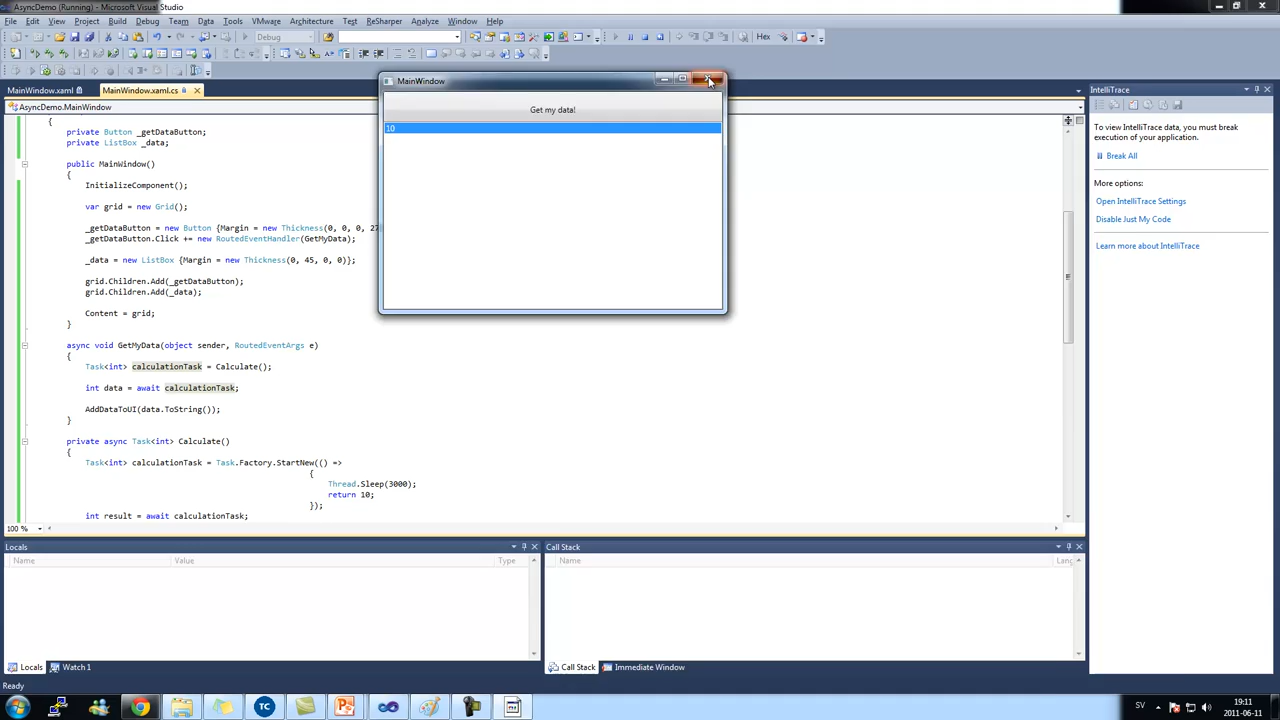 AsyncDemo (Running) - Microsoft Visual Studio
File Edit View Project Build Debug Team Data Tools VMware Architecture Test ReSharper Analyze Window Help
Debug
Hex
MainWindow.xaml MainWindow.xaml.cs
AsyncDemo.MainWindow
{
private Button _getDataButton;
private ListBox _data;
public MainWindow()
{
InitializeComponent();
var grid = new Grid();
_getDataButton = new Button {Margin = new Thickness(0, 0, 0, 27
_getDataButton.Click += new RoutedEventHandler(GetMyData);
_data = new ListBox {Margin = new Thickness(0, 45, 0, 0)};
grid.Children.Add(_getDataButton);
grid.Children.Add(_data);
Content = grid;
}
async void GetMyData(object sender, RoutedEventArgs e)
{
Task<int> calculationTask = Calculate();
int data = await calculationTask;
AddDataToUI(data.ToString());
}
private async Task<int> Calculate()
{
Task<int> calculationTask = Task.Factory.StartNew(() =>
{
Thread.Sleep(3000);
return 10;
});
int result = await calculationTask;
100 %
MainWindow
Get my data!
10
IntelliTrace
To view IntelliTrace data, you must break
execution of your application.
Break All
More options:
Open IntelliTrace Settings
Disable Just My Code
Learn more about IntelliTrace
Locals
Name Value Type
Call Stack
Name Lang
Locals Watch 1
Call Stack Immediate Window
Ready
TC
SV
19:11
2011-06-11